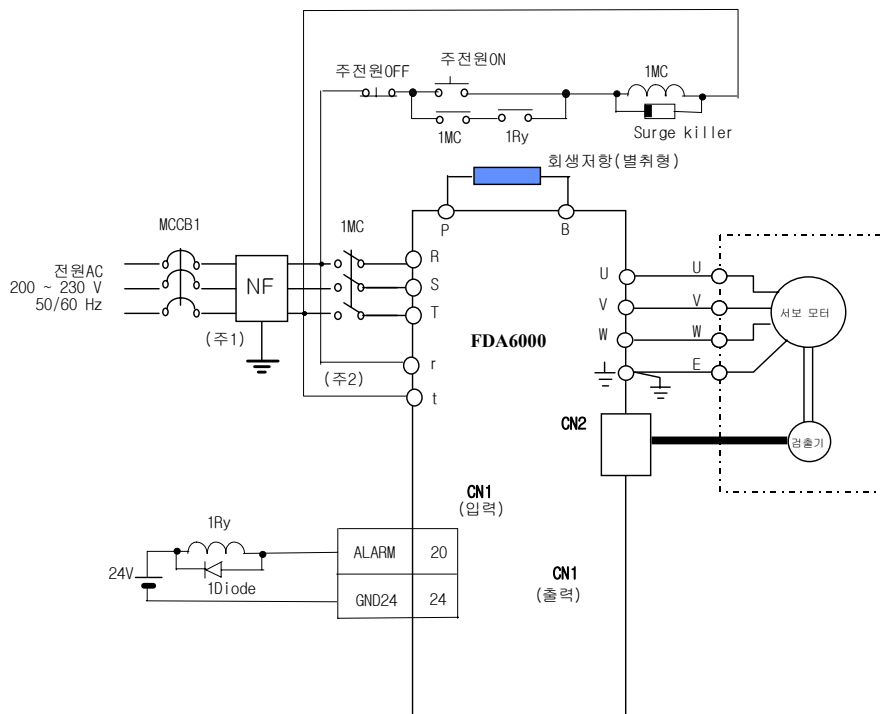 주전원OFF
주전원ON
1MC
1MC
1Ry
Surge killer
회생저항(별취형)
P
B
MCCB1
1MC
전원AC
200 ~ 230 V
50/60 Hz
NF
(주1)
(주2)
R
S
T
r
t
FDA6000
U
V
W
U
V
W
E
서보 모터
검출기
CN2
CN1
(입력)
1Ry
24V
1Diode
ALARM
20
GND24
24
CN1
(출력)